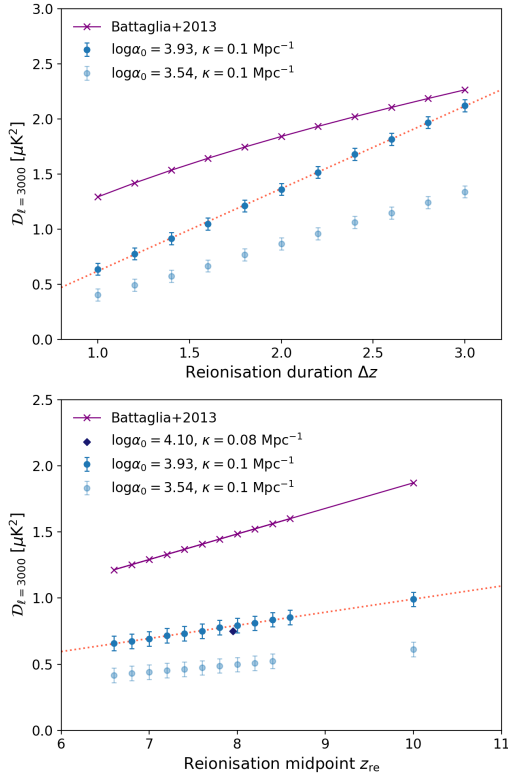 3.0
2.5
2.0
1.5
1.0
0.5
0.0
𝒟ℓ=3000 [μK²]
Battaglia+2013
logα₀ = 3.93, κ = 0.1 Mpc⁻¹
logα₀ = 3.54, κ = 0.1 Mpc⁻¹
1.0 1.5 2.0 2.5 3.0
Reionisation duration Δz
2.5
2.0
1.5
1.0
0.5
0.0
𝒟ℓ=3000 [μK²]
Battaglia+2013
logα₀ = 4.10, κ = 0.08 Mpc⁻¹
logα₀ = 3.93, κ = 0.1 Mpc⁻¹
logα₀ = 3.54, κ = 0.1 Mpc⁻¹
6 7 8 9 10 11
Reionisation midpoint zre